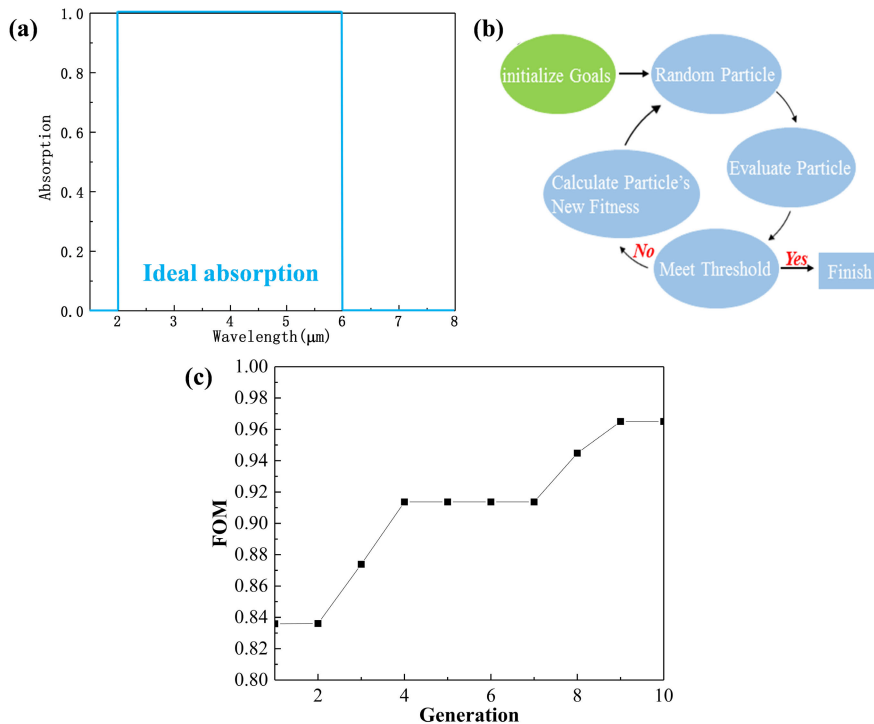 (a)
1.0
0.8
0.6
0.4
0.2
0.0
Absorption
Ideal absorption
2 3 4 5 6 7 8
Wavelength(μm)
(b)
initialize Goals
Random Particle
Evaluate Particle
Calculate Particle's
New Fitness
No
Meet Threshold
Yes
Finish
(c)
1.00
0.98
0.96
0.94
0.92
0.90
0.88
0.86
0.84
0.82
0.80
FOM
2 4 6 8 10
Generation